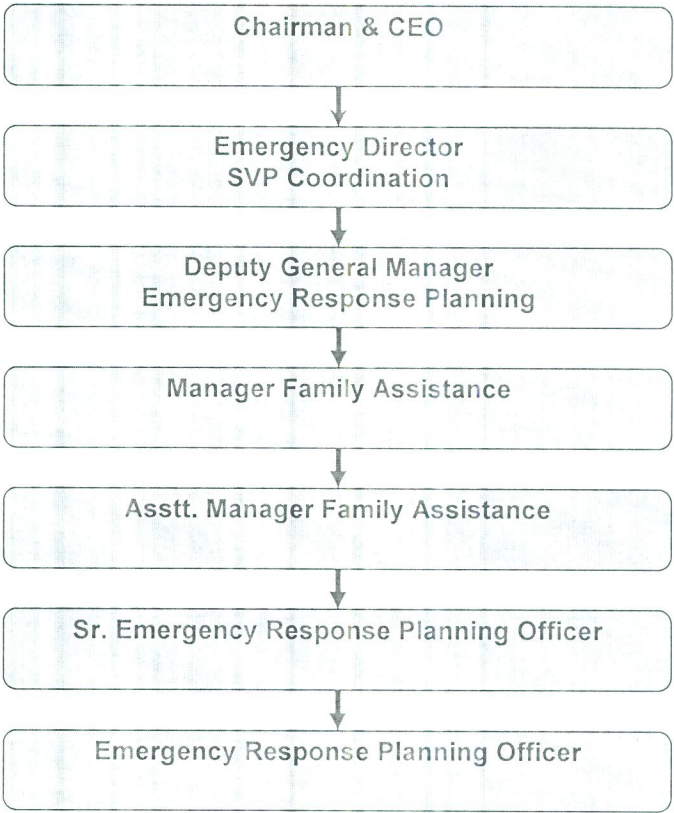 Chairman & CEO
Emergency Director
SVP Coordination
Deputy General Manager
Emergency Response Planning
Manager Family Assistance
Asstt. Manager Family Assistance
Sr. Emergency Response Planning Officer
Emergency Response Planning Officer